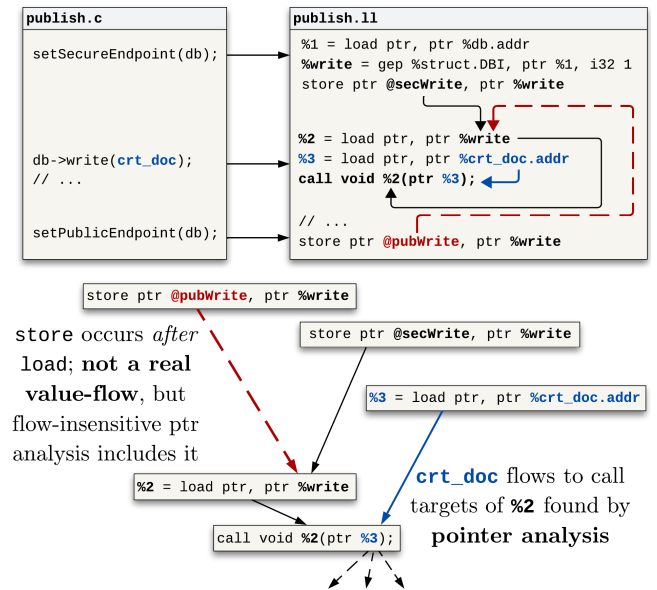 publish.c
setSecureEndpoint(db);
db->write(crt_doc);
// ...
setPublicEndpoint(db);
publish.ll
%1 = load ptr, ptr %db.addr
%write = gep %struct.DBI, ptr %1, i32 1
store ptr @secWrite, ptr %write
%2 = load ptr, ptr %write
%3 = load ptr, ptr %crt_doc.addr
call void %2(ptr %3);
// ...
store ptr @pubWrite, ptr %write
store ptr @pubWrite, ptr %write
store ptr @secWrite, ptr %write
store occurs after
load; not a real
value-flow, but
flow-insensitive ptr
analysis includes it
%3 = load ptr, ptr %crt_doc.addr
%2 = load ptr, ptr %write
crt_doc flows to call
targets of %2 found by
pointer analysis
call void %2(ptr %3);